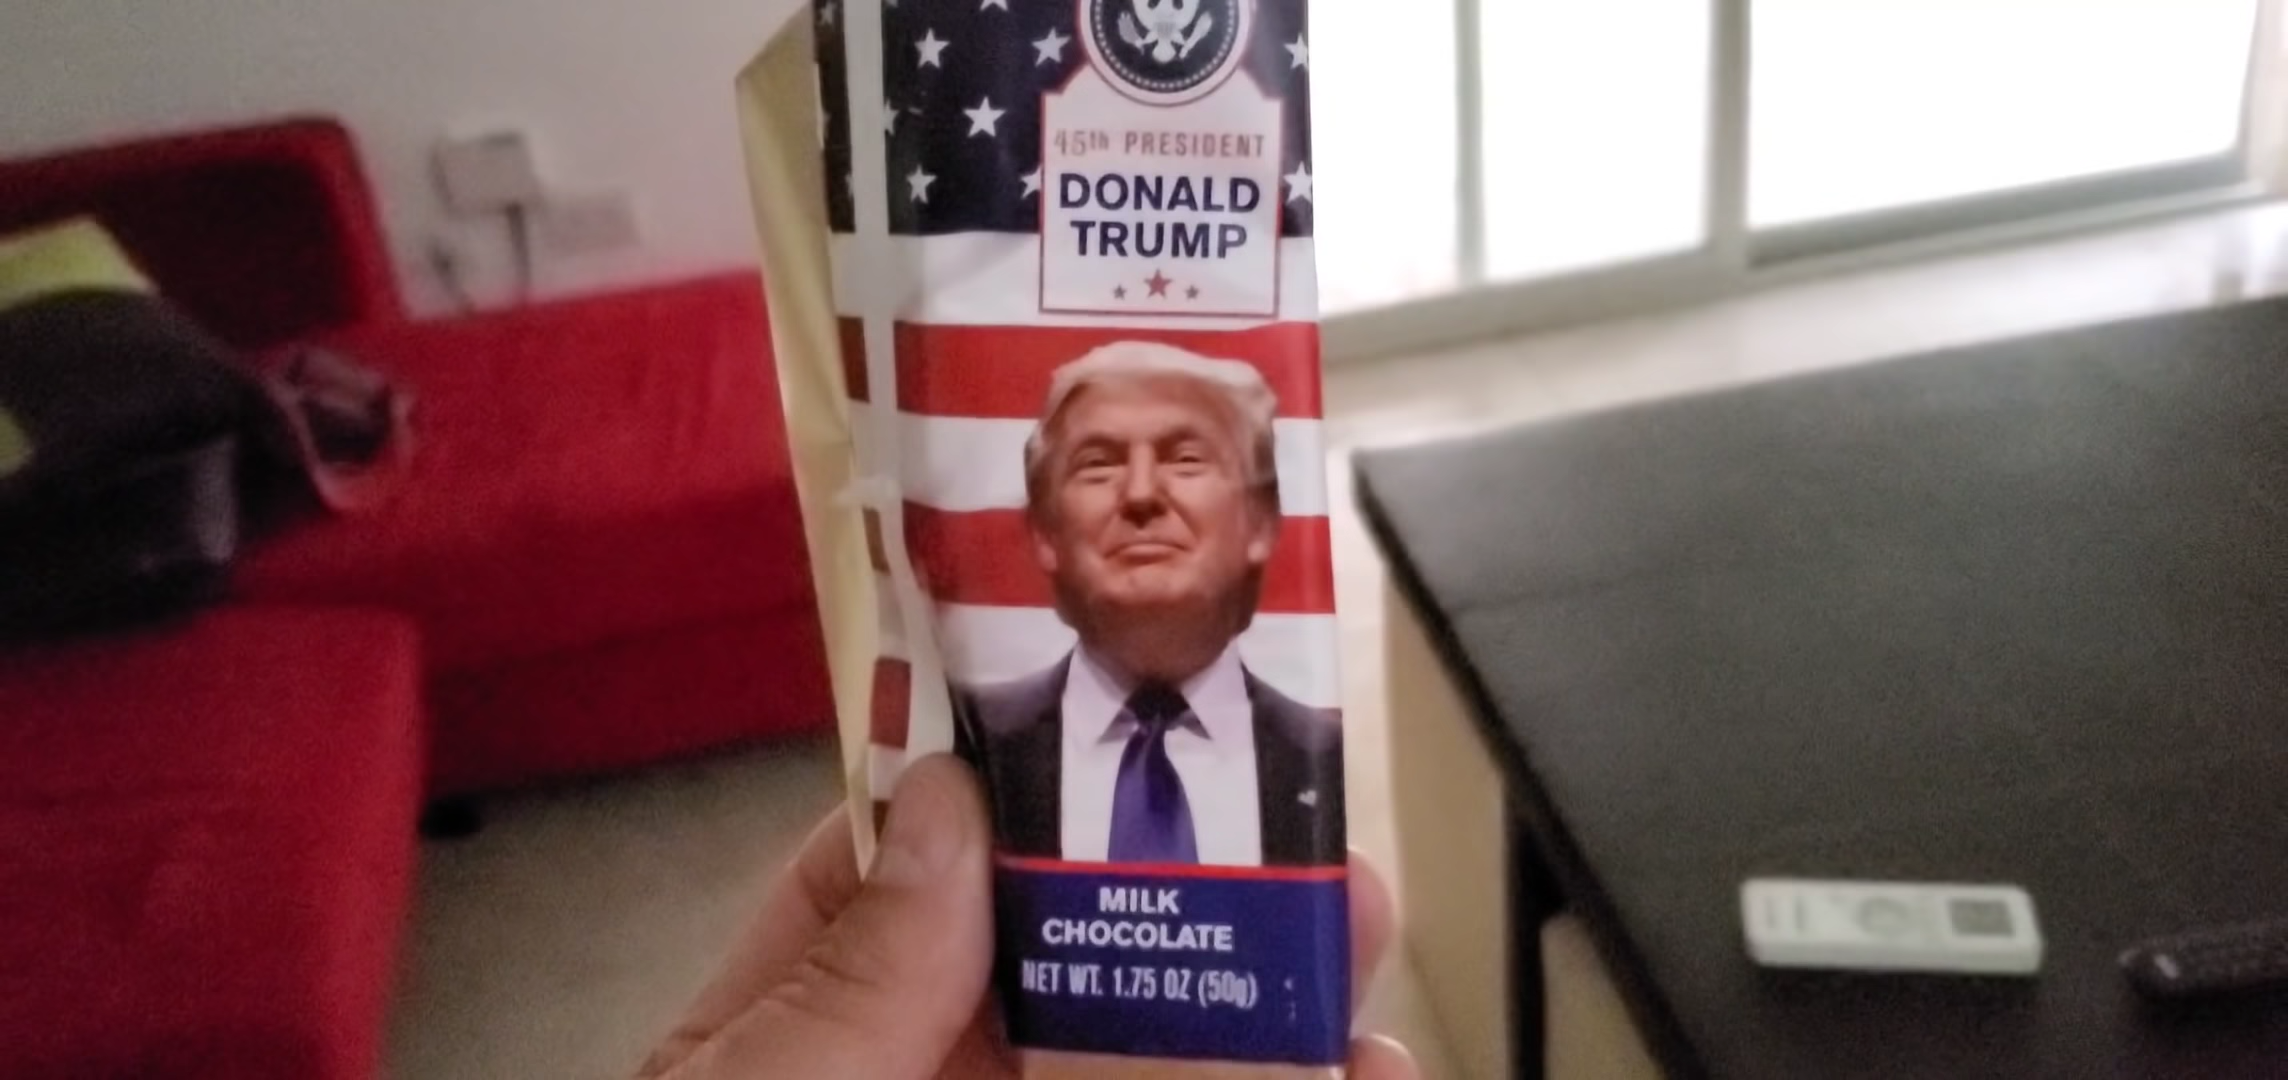 45th PRESIDENT
DONALD
TRUMP
MILK
CHOCOLATE
NET WT. 1.75 OZ (50g)